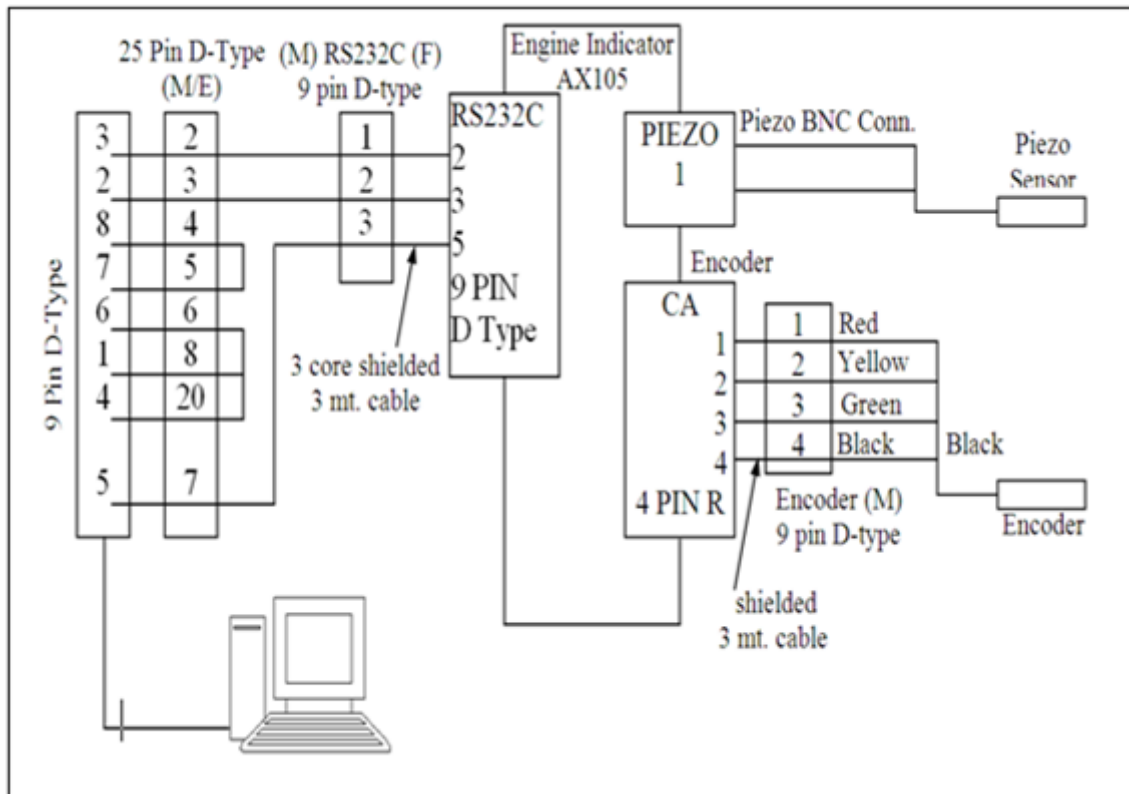 25 Pin D-Type
(M/E)
(M) RS232C (F)
9 pin D-type
Engine Indicator
AX105
9 Pin D-Type
3
2
8
7
6
1
4
5
2
3
4
5
6
8
20
7
1
2
3
RS232C
2
3
5
9 PIN
D Type
3 core shielded
3 mt. cable
PIEZO
1
Piezo BNC Conn.
Piezo
Sensor
Encoder
CA
1
2
3
4
4 PIN R
1
2
3
4
Red
Yellow
Green
Black
Black
Encoder (M)
9 pin D-type
Encoder
shielded
3 mt. cable